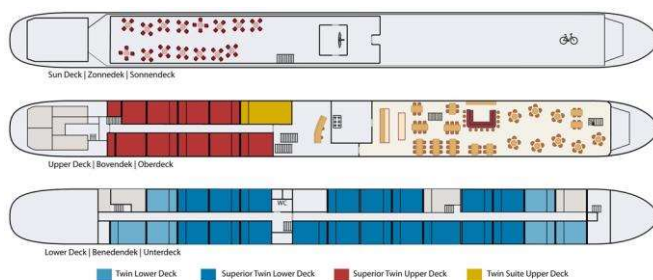 Sun Deck | Zonnedek | Sonnendeck
Upper Deck | Bovendek | Oberdeck
WC
Lower Deck | Benedendek | Unterdeck
Twin Lower Deck
Superior Twin Lower Deck
Superior Twin Upper Deck
Twin Suite Upper Deck